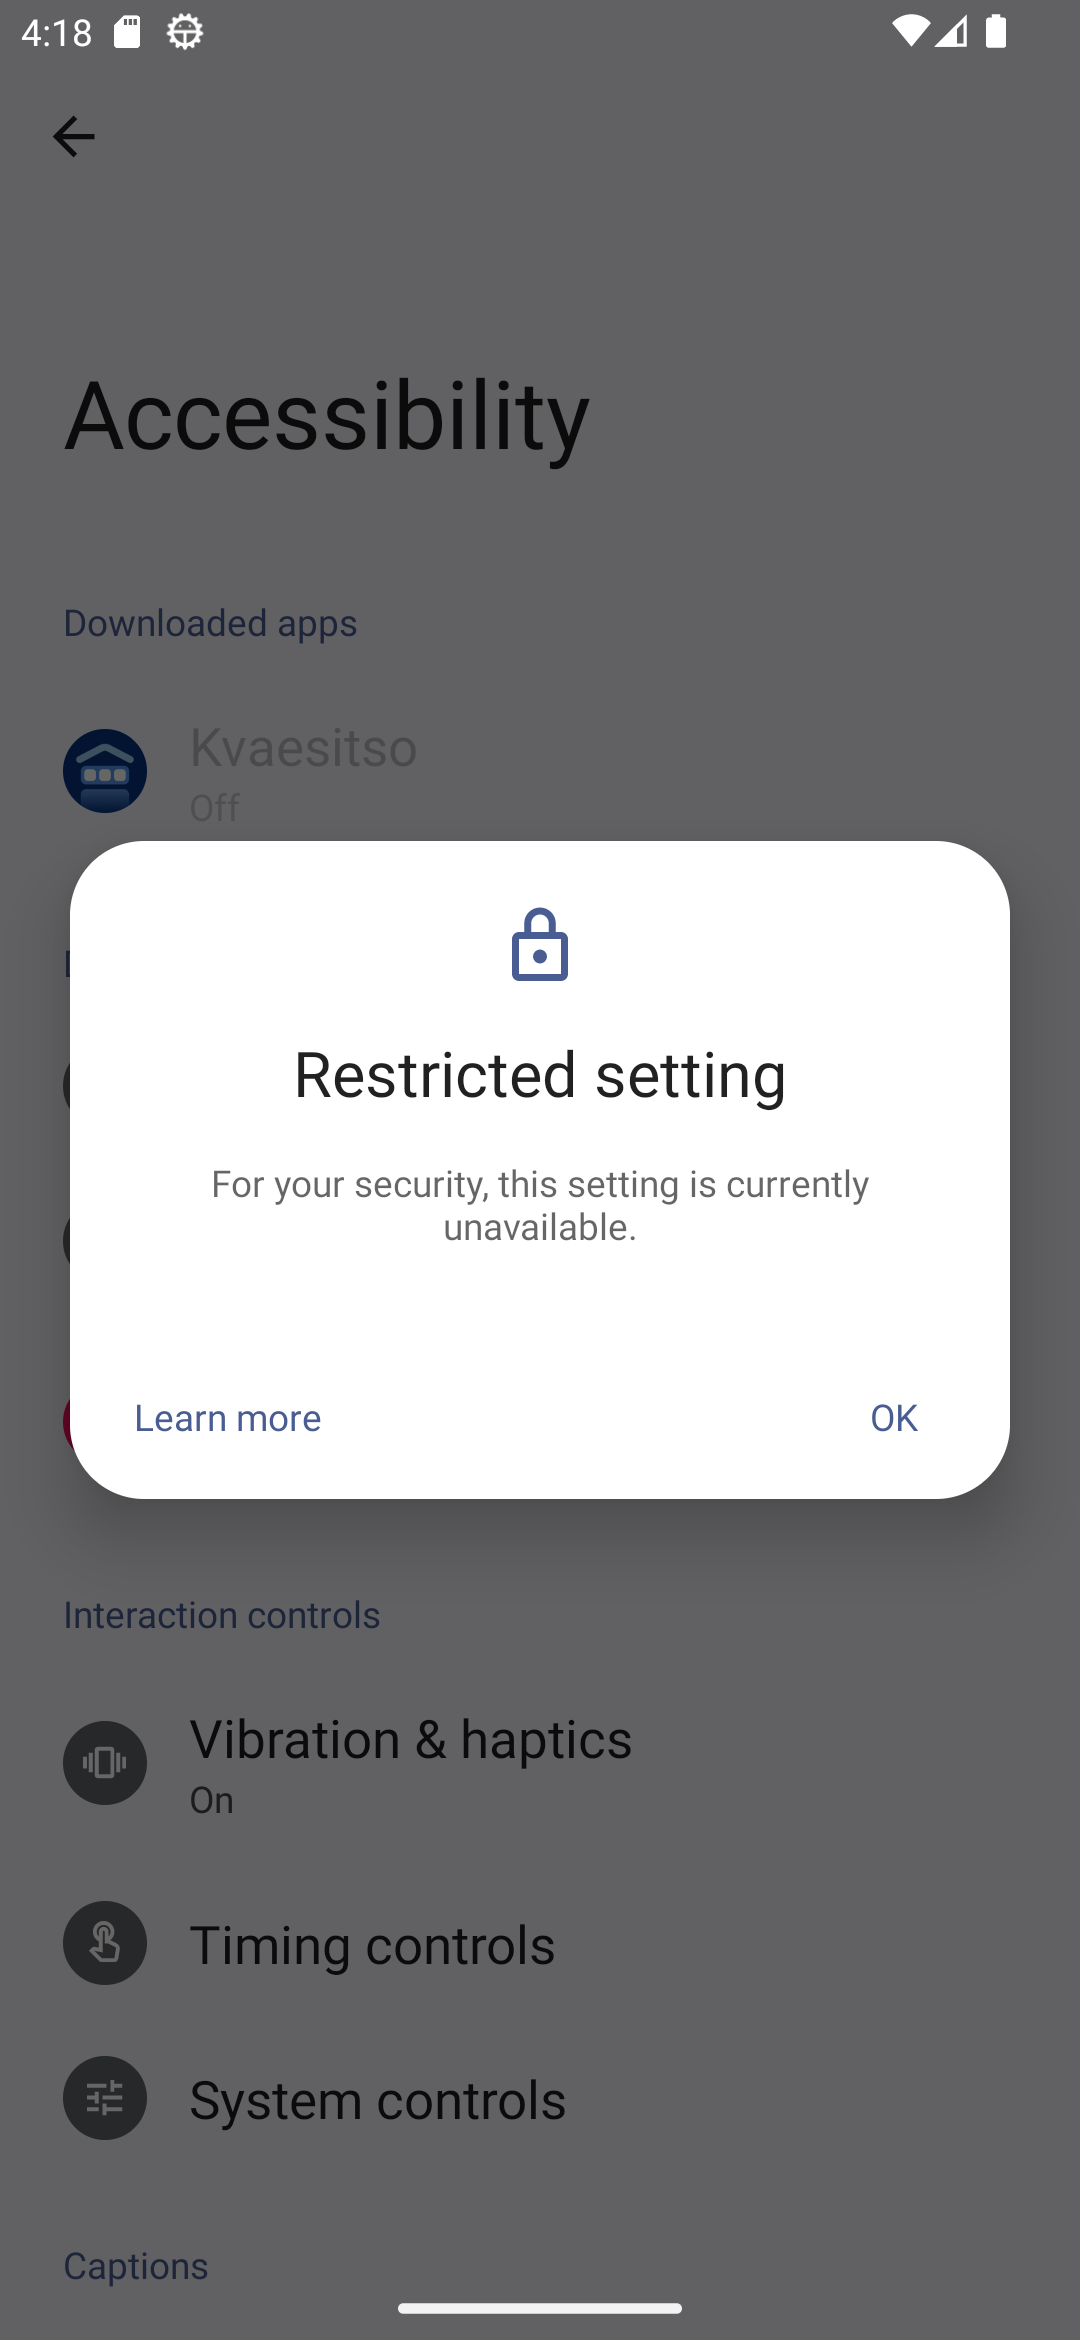 4:18
Accessibility
Downloaded apps
Kvaesitso
Off
Restricted setting
For your security, this setting is currently
unavailable.
Learn more
OK
Interaction controls
Vibration & haptics
On
Timing controls
System controls
Captions